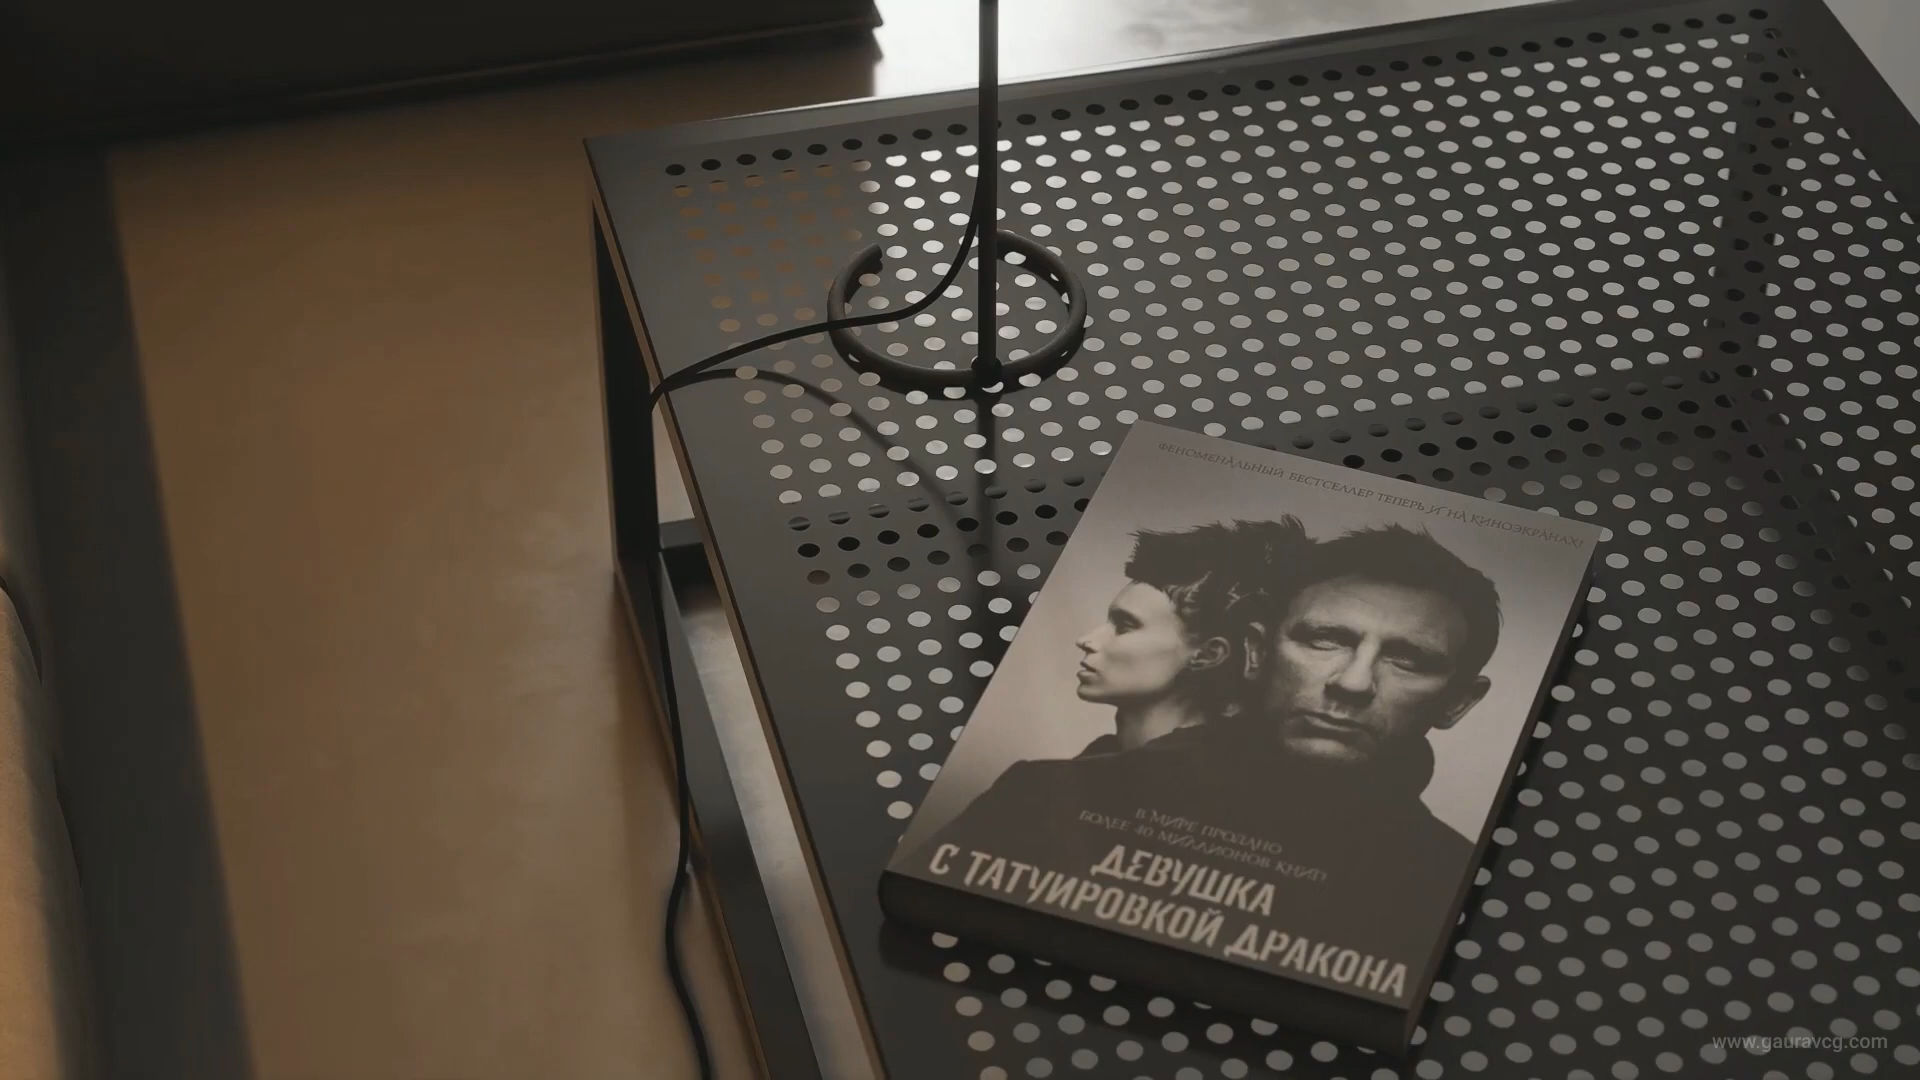 ФЕНОМЕНАЛЬНЫЙ БЕСТСЕЛЛЕР ТЕПЕРЬ И НА КИНОЭКРАНАХ!
В МИРЕ ПРОДАНО
БОЛЕЕ 40 МИЛЛИОНОВ КНИГ
ДЕВУШКА
С ТАТУИРОВКОЙ ДРАКОНА
www.gauravcg.com